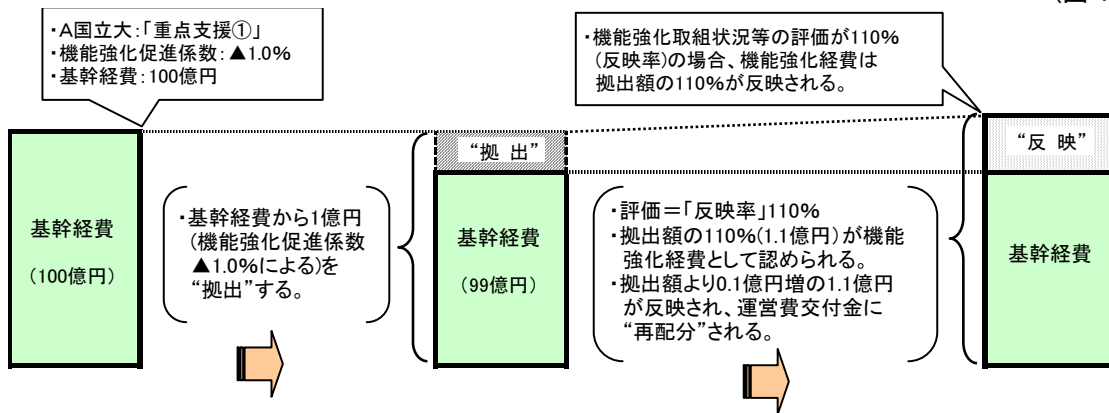 ・A国立大：「重点支援①」
・機能強化促進係数：▲1.0%
・基幹経費：100億円
・機能強化取組状況等の評価が110%
(反映率)の場合、機能強化経費は
拠出額の110%が反映される。
基幹経費
(100億円)
・基幹経費から1億円
(機能強化促進係数
▲1.0%による)を
“拠出”する。
“拠 出”
基幹経費
(99億円)
・評価＝「反映率」110%
・拠出額の110%(1.1億円)が機能
強化経費として認められる。
・拠出額より0.1億円増の1.1億円
が反映され、運営費交付金に
“再配分”される。
“反 映”
基幹経費